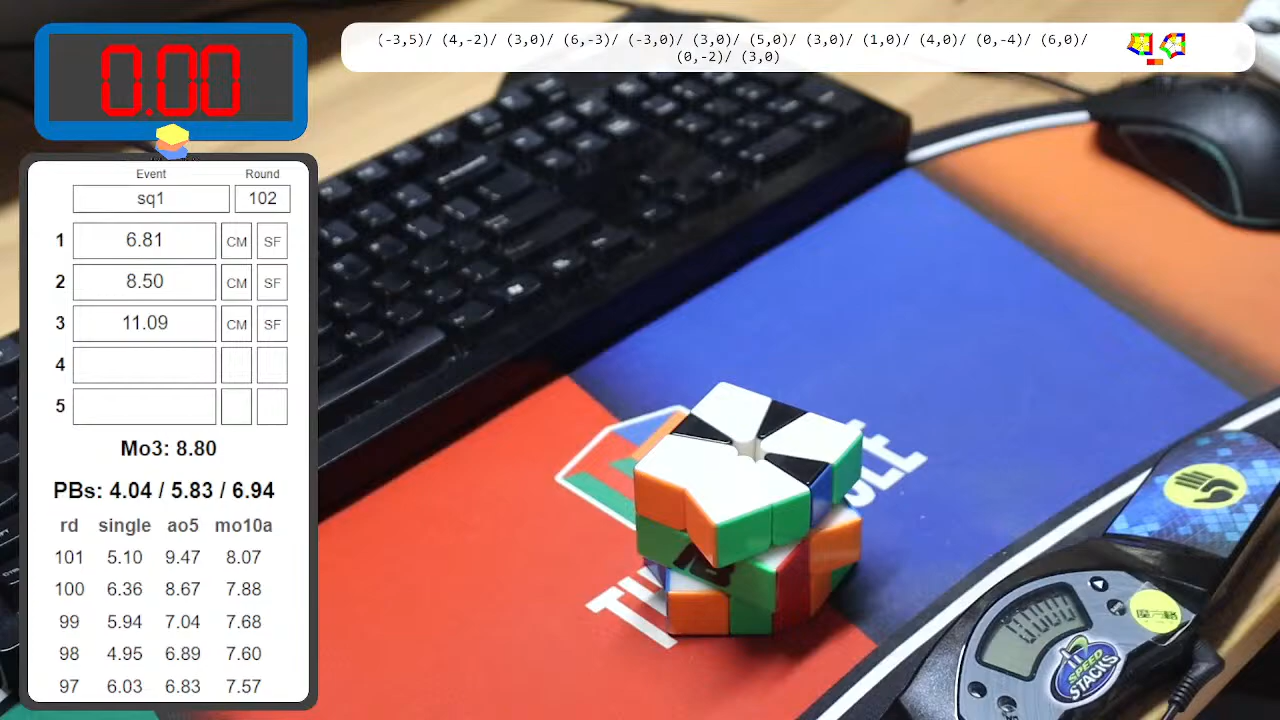 0.00
(-3,5)/ (4,-2)/ (3,0)/ (6,-3)/ (-3,0)/ (3,0)/ (5,0)/ (3,0)/ (1,0)/ (4,0)/ (0,-4)/ (6,0)/
(0,-2)/ (3,0)
Event Round
sq1 102
1 6.81 CM SF
2 8.50 CM SF
3 11.09 CM SF
4
5
Mo3: 8.80
PBs: 4.04 / 5.83 / 6.94
rd single ao5 mo10a
101 5.10 9.47 8.07
100 6.36 8.67 7.88
99 5.94 7.04 7.68
98 4.95 6.89 7.60
97 6.03 6.83 7.57
SPEED
STACKS